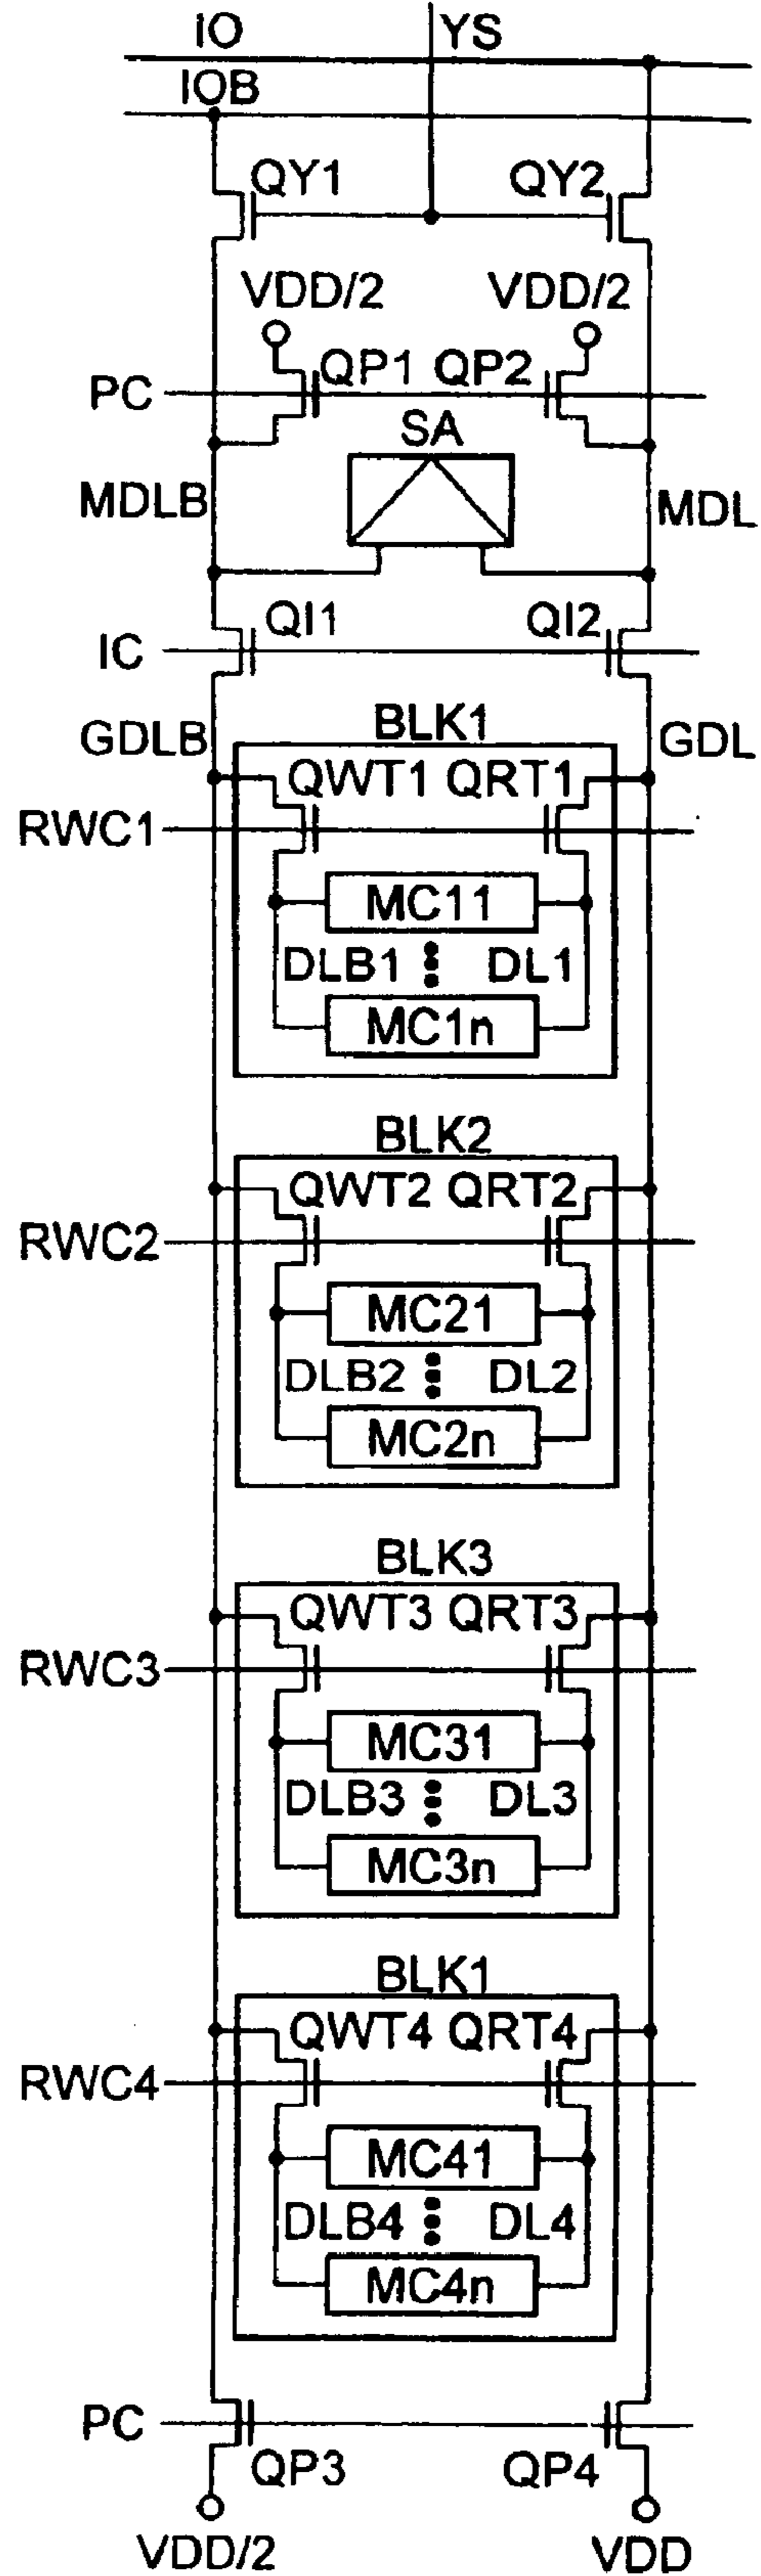 IO YS
IOB
QY1 QY2
VDD/2 VDD/2
PC QP1 QP2
SA
MDLB MDL
QI1 QI2
IC
GDLB BLK1 GDL
QWT1 QRT1
RWC1
MC11
DLB1 DL1
MC1n
BLK2
QWT2 QRT2
RWC2
MC21
DLB2 DL2
MC2n
BLK3
QWT3 QRT3
RWC3
MC31
DLB3 DL3
MC3n
BLK1
QWT4 QRT4
RWC4
MC41
DLB4 DL4
MC4n
PC
QP3 QP4
VDD/2 VDD